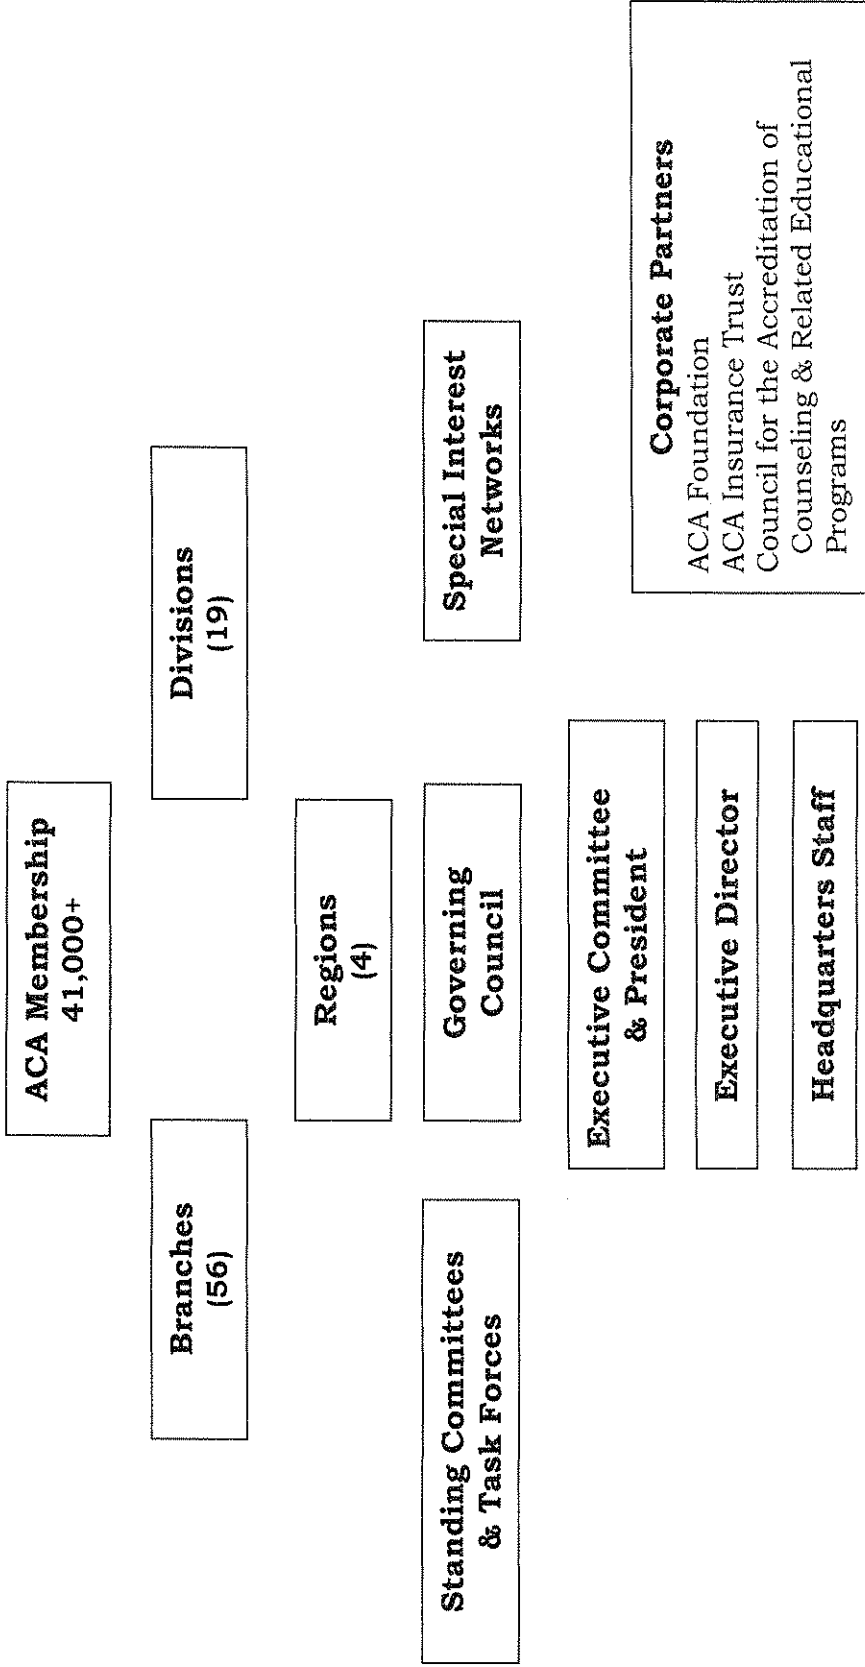 ACA Membership
41,000+
Branches
(56)
Divisions
(19)
Regions
(4)
Standing Committees
& Task Forces
Governing
Council
Special Interest
Networks
Executive Committee
& President
Executive Director
Headquarters Staff
Corporate Partners
ACA Foundation
ACA Insurance Trust
Council for the Accreditation of
Counseling & Related Educational
Programs